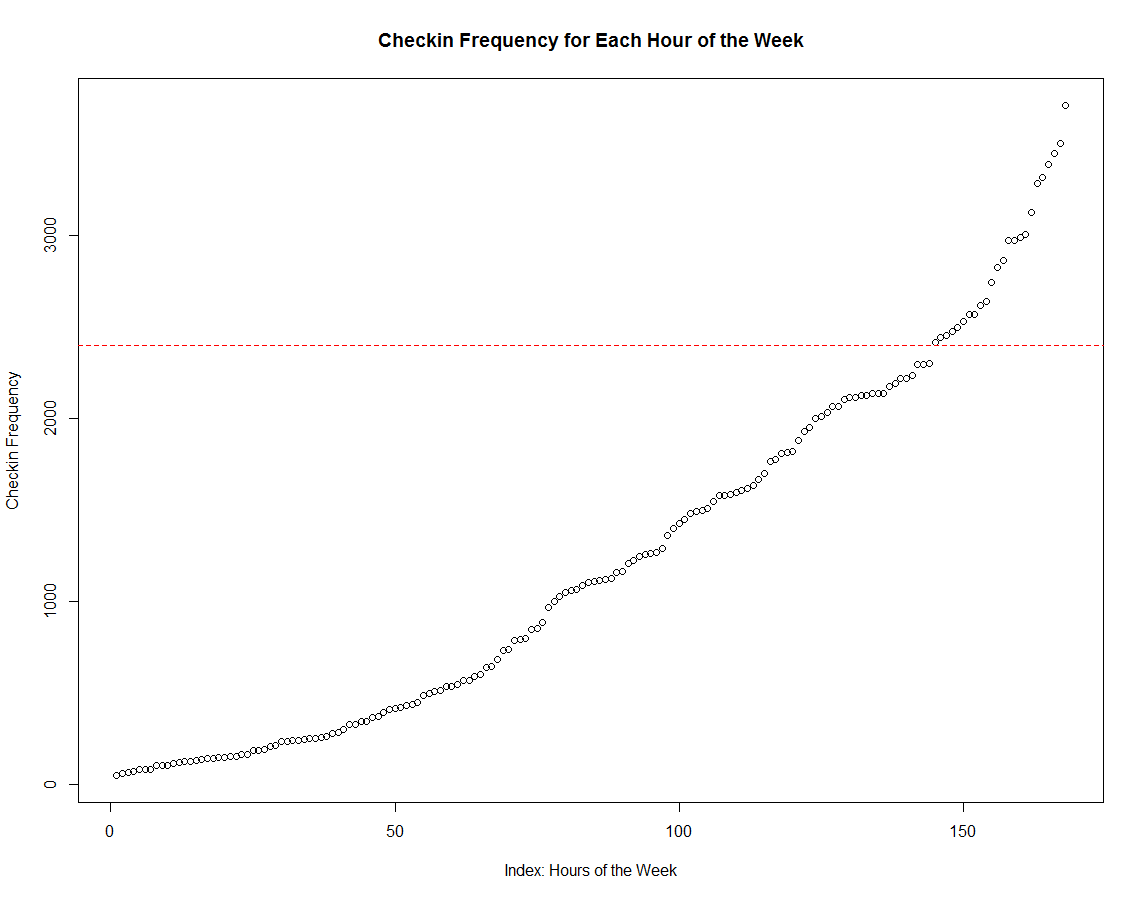 Checkin Frequency for Each Hour of the Week
3000
2000
1000
0
Checkin Frequency
0 50 100 150
Index: Hours of the Week